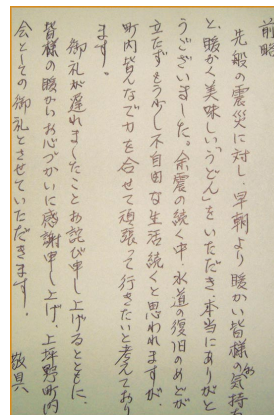 前略
先般の震災に対し、早朝より暖かい皆様のお気持
と、暖かく美味しい「うどん」をいただき、本当にありがと
うございました。余震の続く中、水道の復旧のめどが
立たずもう少し不自由な生活続くと思われますが、
町内皆んなで力を合せて頑張って行きたいと考えており
ます。
御礼が遅れましたことお詫び申し上げるとともに、
皆様の暖かいお心づかいに感謝申し上げ、上坪野町内
会としての御礼とさせていただきます。
敬具